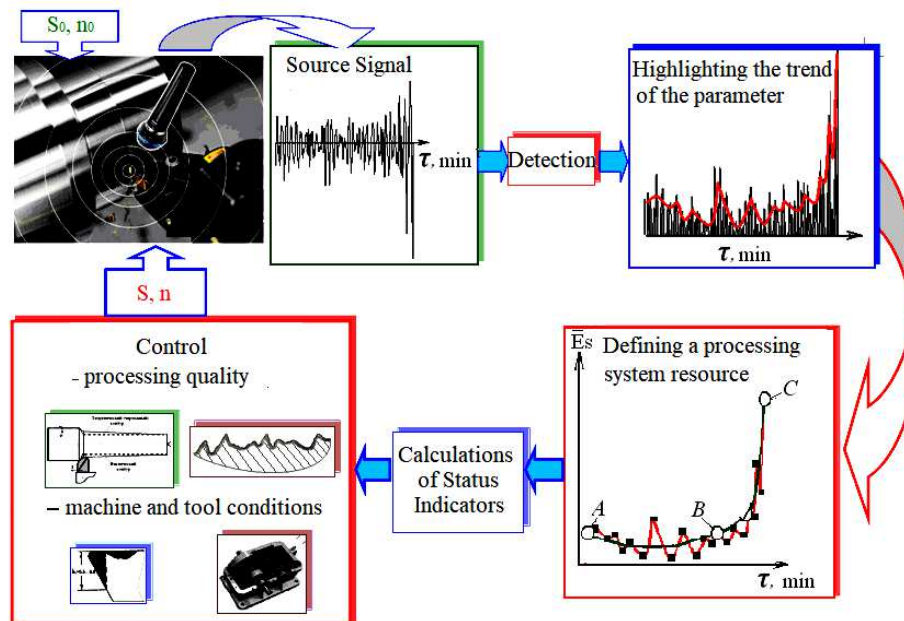 S₀, n₀
Source Signal
τ, min
Detection
Highlighting the trend
of the parameter
τ, min
Defining a processing
system resource
E̅s
A
B
C
τ, min
Calculations
of Status
Indicators
Control
- processing quality
– machine and tool conditions
S, n